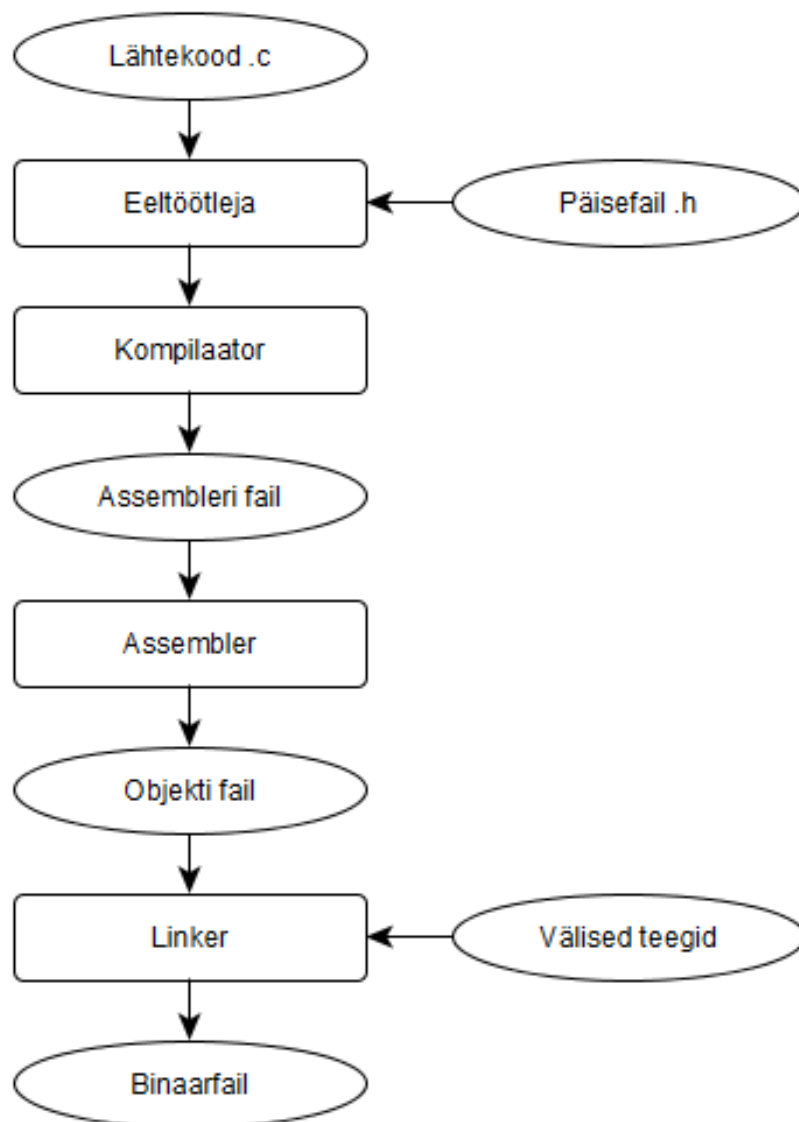 Lähtekood .c
Eeltöötleja
Päisefail .h
Kompilaator
Assembleri fail
Assembler
Objekti fail
Linker
Välised teegid
Binaarfail